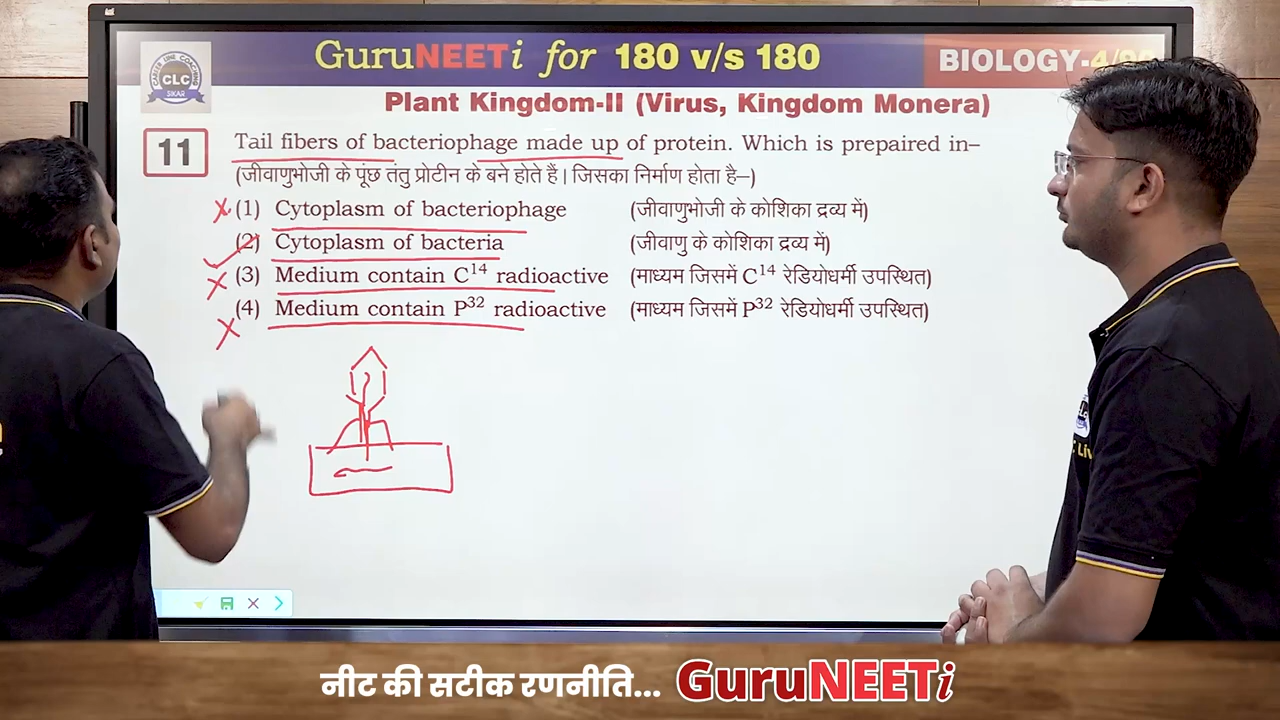 GuruNEETi for 180 v/s 180
BIOLOGY-4/
CLC
SIKAR
Plant Kingdom-II (Virus, Kingdom Monera)
11
Tail fibers of bacteriophage made up of protein. Which is prepaired in–
(जीवाणुभोजी के पूंछ तंतु प्रोटीन के बने होते हैं। जिसका निर्माण होता है–)
(1) Cytoplasm of bacteriophage (जीवाणुभोजी के कोशिका द्रव्य में)
(2) Cytoplasm of bacteria (जीवाणु के कोशिका द्रव्य में)
(3) Medium contain C¹⁴ radioactive (माध्यम जिसमें C¹⁴ रेडियोधर्मी उपस्थित)
(4) Medium contain P³² radioactive (माध्यम जिसमें P³² रेडियोधर्मी उपस्थित)
नीट की सटीक रणनीति... GuruNEETi